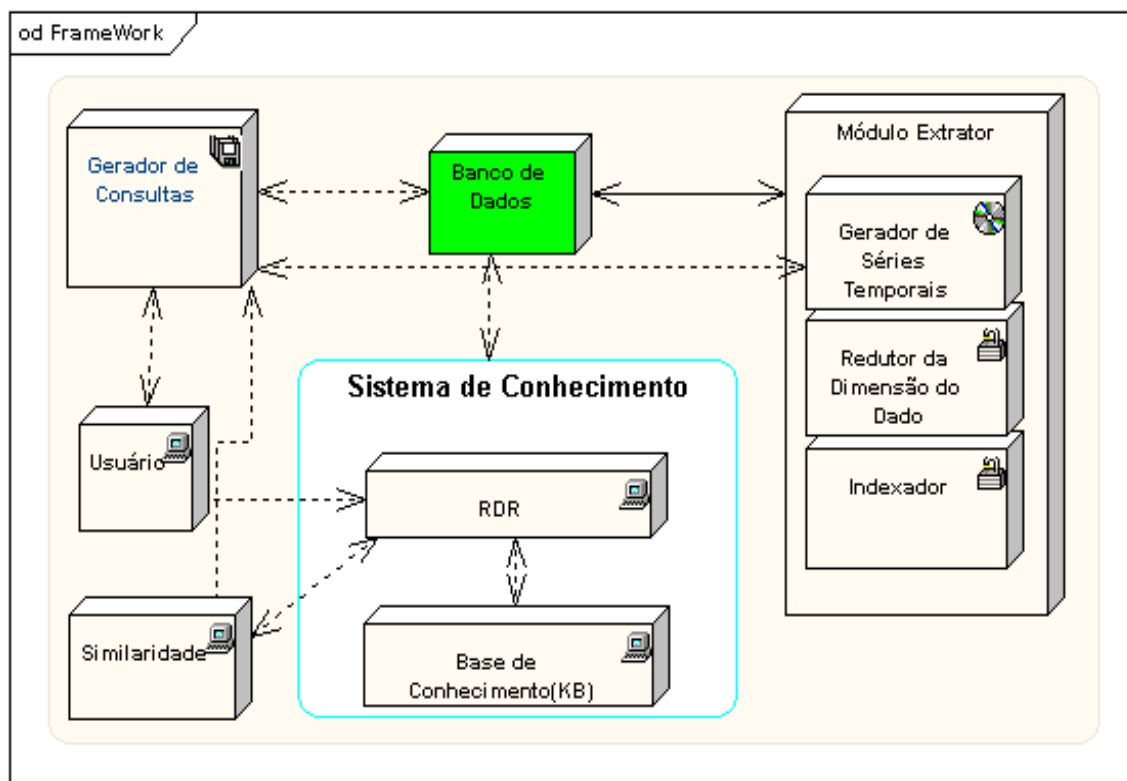 od FrameWork
Gerador de
Consultas
Banco de
Dados
Módulo Extrator
Gerador de
Séries
Temporais
Redutor da
Dimensão do
Dado
Indexador
Sistema de Conhecimento
Usuário
RDR
Similaridade
Base de
Conhecimento(KB)